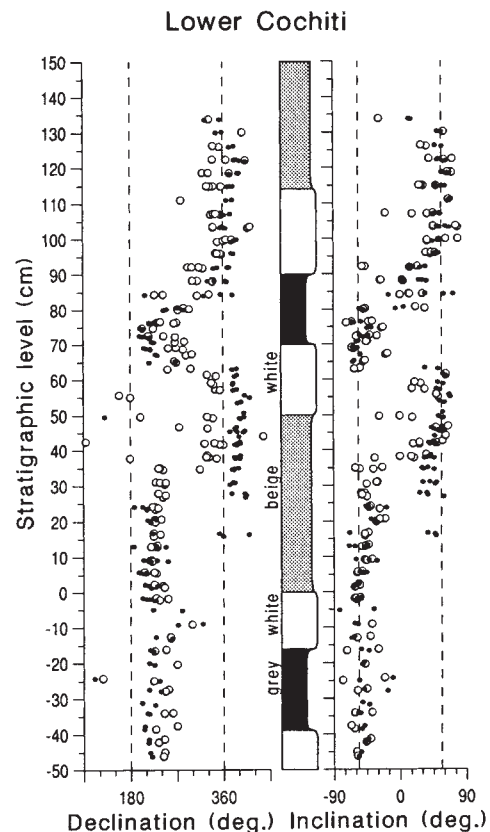 Lower Cochiti
Stratigraphic level (cm)
150
140
130
120
110
100
90
80
70
60
50
40
30
20
10
0
-10
-20
-30
-40
-50
white
beige
white
grey
180 360 -90 0 90
Declination (deg.) Inclination (deg.)